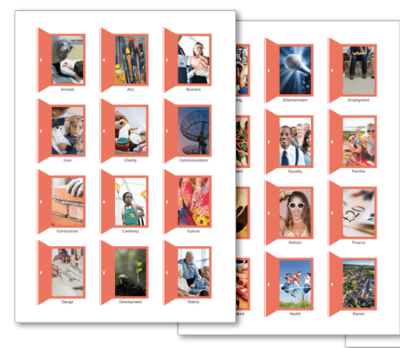 Animals Arts Business
Care Charity Communications
Construction Creativity Culture
Design Development Elderly
Entertainment Employment
Equality Families
Fashion Finance
Health Homes